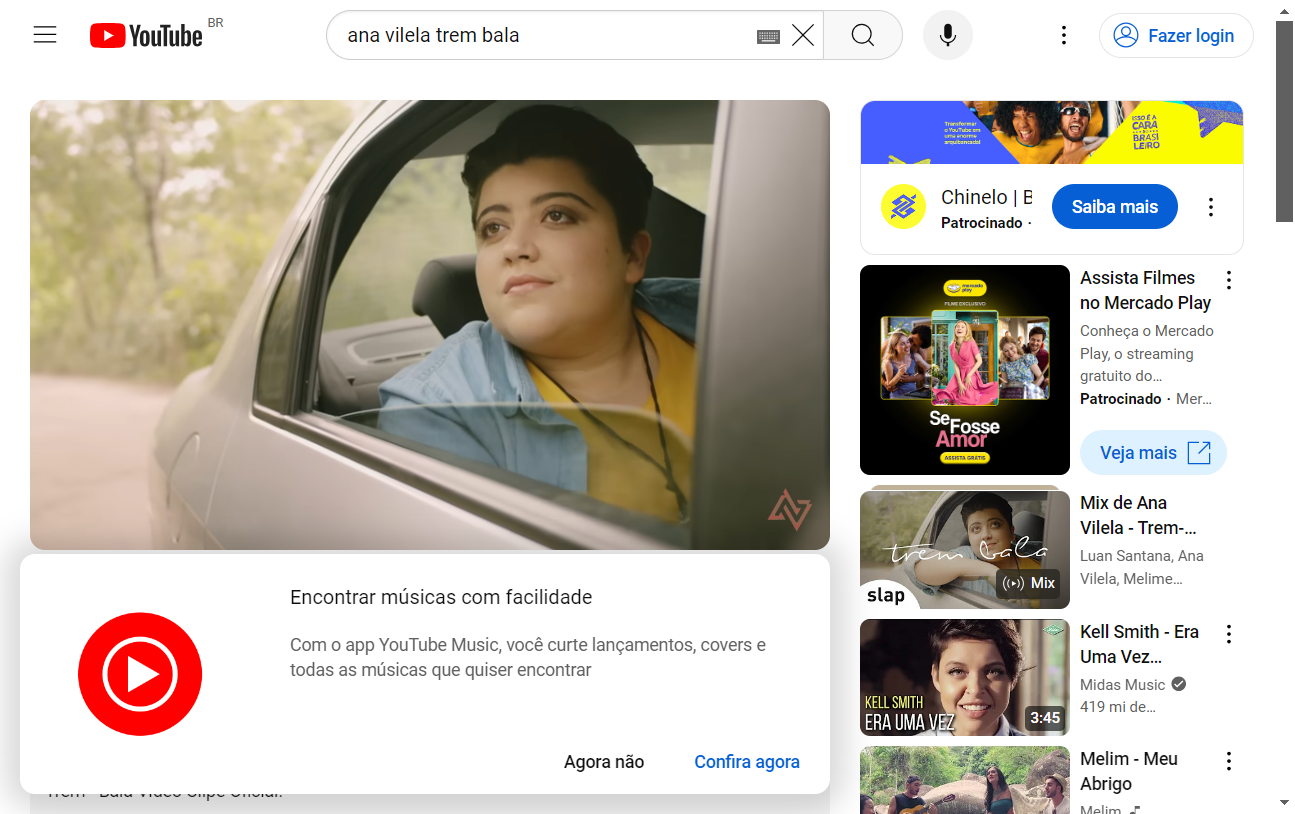 YouTube BR
ana vilela trem bala
Fazer login
Transformar
o YouTube em
uma enorme
arquibancada!
ISSO É A
CARA
DO
BRASI
LEIRO
Chinelo | B
Patrocinado ·
Saiba mais
mercado
play
FILME EXCLUSIVO
Se
Fosse
Amor
ASSISTA GRÁTIS
Assista Filmes
no Mercado Play
Conheça o Mercado
Play, o streaming
gratuito do...
Patrocinado · Mer...
Veja mais
trem bala
Mix
slap
Mix de Ana
Vilela - Trem-...
Luan Santana, Ana
Vilela, Melime...
KELL SMITH
ERA UMA VEZ
3:45
Kell Smith - Era
Uma Vez...
Midas Music
419 mi de...
Melim - Meu
Abrigo
Melim
Encontrar músicas com facilidade
Com o app YouTube Music, você curte lançamentos, covers e
todas as músicas que quiser encontrar
Agora não
Confira agora
Trem - Bala Vídeo Clipe Oficial.